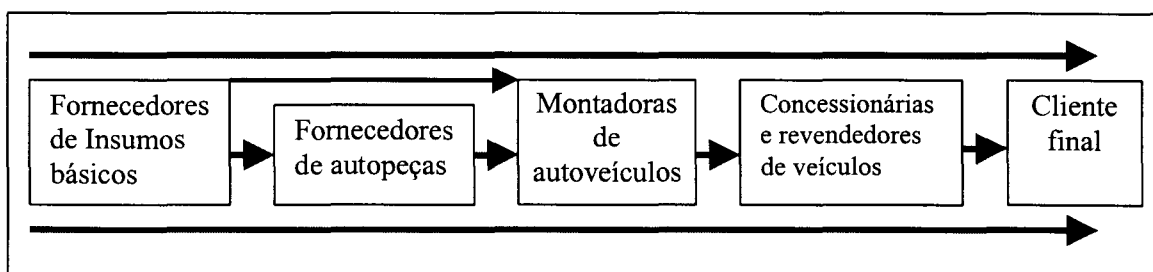 Fornecedores
de Insumos
básicos
Fornecedores
de autopeças
Montadoras
de
autoveículos
Concessionárias
e revendedores
de veículos
Cliente
final